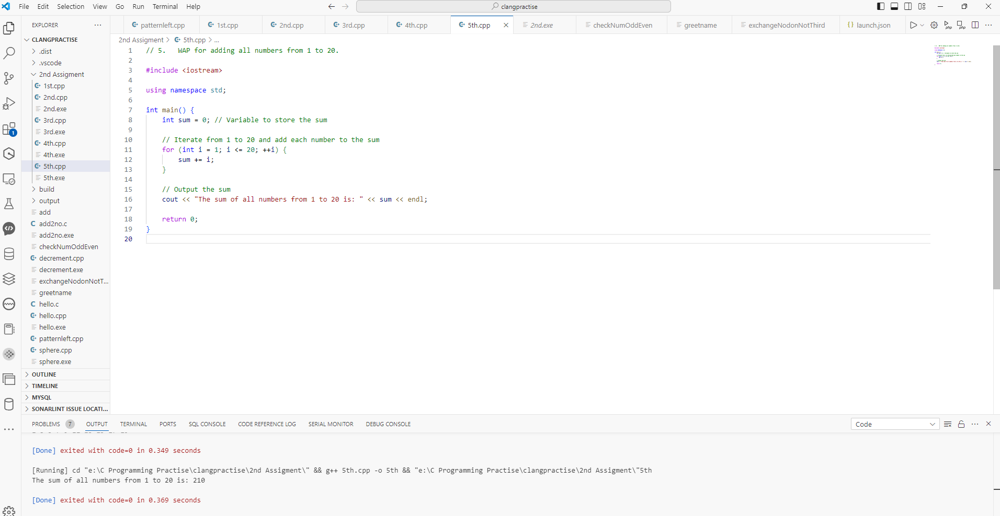 File Edit Selection View Go Run Terminal Help
clangpractise
EXPLORER
patternleft.cpp 1st.cpp 2nd.cpp 3rd.cpp 4th.cpp 5th.cpp 2nd.exe checkNumOddEven greetname exchangeNodonNotThird launch.json
php php
CLANGPRACTISE
.dist
.vscode
2nd Assigment
1st.cpp
2nd.cpp
2nd.exe
3rd.cpp
3rd.exe
4th.cpp
4th.exe
5th.cpp
5th.exe
build
output
add
add2no.c
add2no.exe
checkNumOddEven
decrement.cpp
decrement.exe
exchangeNodonNotT...
greetname
hello.c
hello.cpp
hello.exe
patternleft.cpp
sphere.cpp
sphere.exe
OUTLINE
TIMELINE
MYSQL
SONARLINT ISSUE LOCATI...
1
2nd Assigment > 5th.cpp > ...
1 // 5.   WAP for adding all numbers from 1 to 20.
2
3 #include <iostream>
4
5 using namespace std;
6
7 int main() {
8     int sum = 0; // Variable to store the sum
9
10     // Iterate from 1 to 20 and add each number to the sum
11     for (int i = 1; i <= 20; ++i) {
12         sum += i;
13     }
14
15     // Output the sum
16     cout << "The sum of all numbers from 1 to 20 is: " << sum << endl;
17
18     return 0;
19 }
20
PROBLEMS 7 OUTPUT TERMINAL PORTS SQL CONSOLE CODE REFERENCE LOG SERIAL MONITOR DEBUG CONSOLE
Code
[Done] exited with code=0 in 0.349 seconds
[Running] cd "e:\C Programming Practise\clangpractise\2nd Assigment\" && g++ 5th.cpp -o 5th && "e:\C Programming Practise\clangpractise\2nd Assigment\"5th
The sum of all numbers from 1 to 20 is: 210
[Done] exited with code=0 in 0.369 seconds